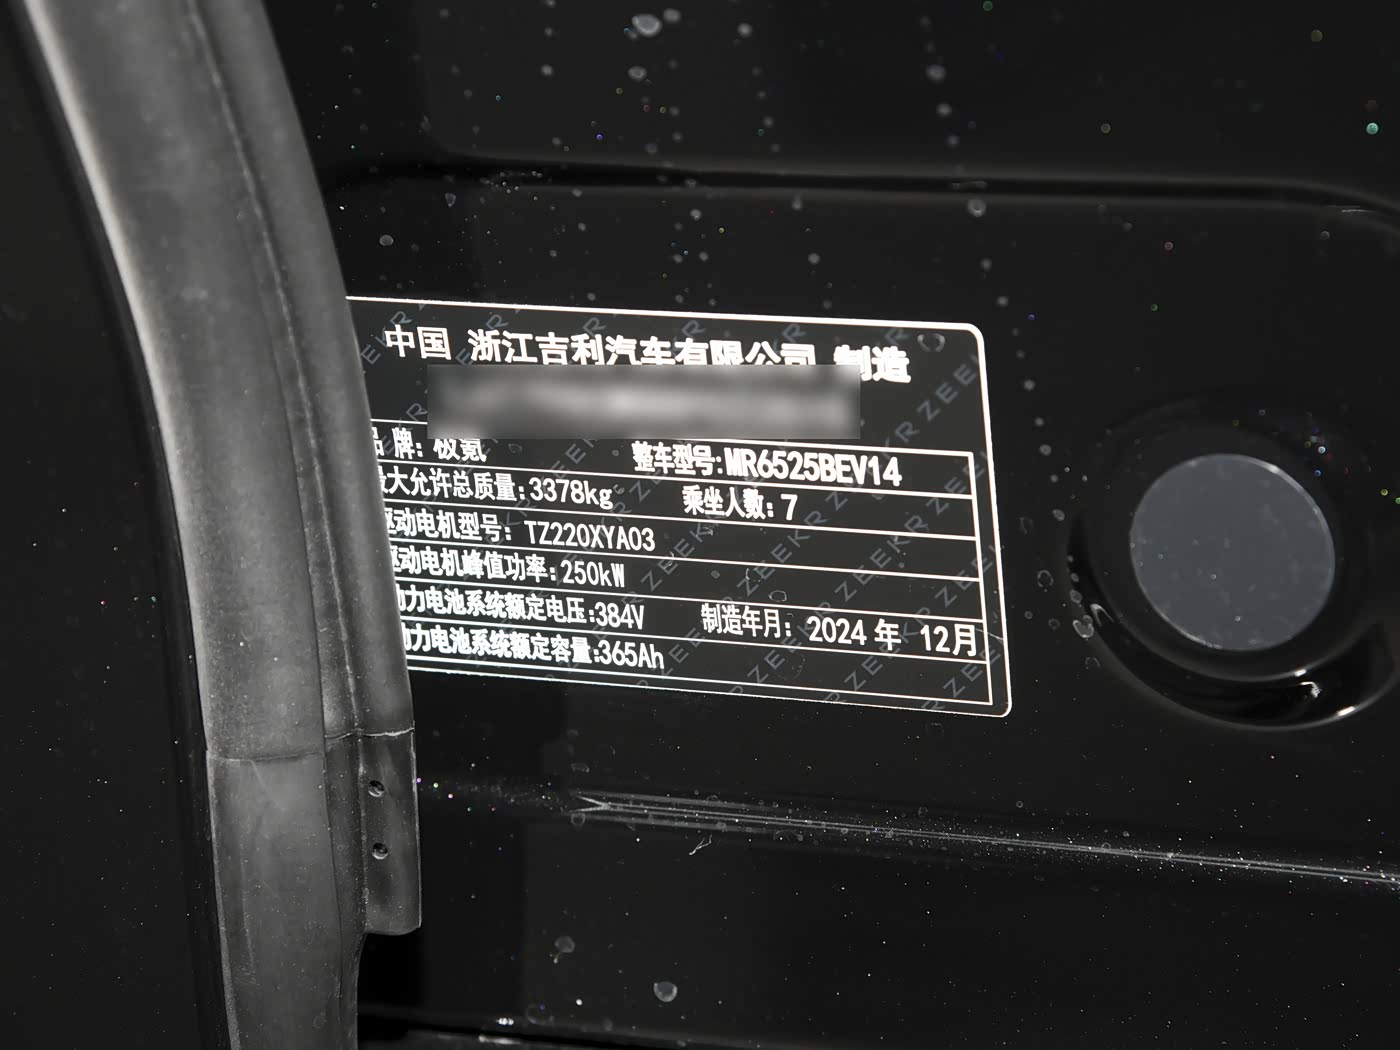 中国 浙江吉利汽车有限公司 制造
品 牌: 极氪 整车型号:MR6525BEV14
最大允许总质量:3378kg 乘坐人数:7
驱动电机型号: TZ220XYA03
驱动电机峰值功率:250kW
动力电池系统额定电压:384V 制造年月: 2024 年 12月
动力电池系统额定容量:365Ah